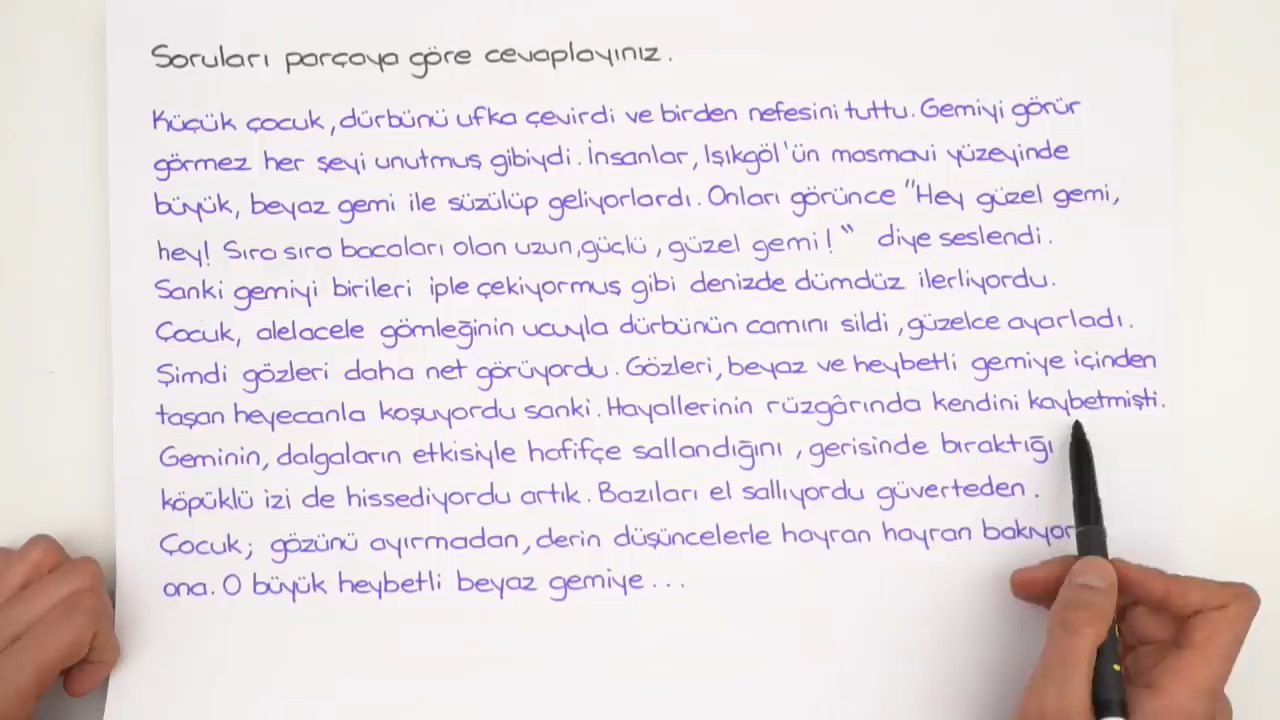 Soruları parçaya göre cevaplayınız.
Küçük çocuk, dürbünü ufka çevirdi ve birden nefesini tuttu. Gemiyi görür
görmez her şeyi unutmuş gibiydi. İnsanlar, Işıkgöl'ün masmavi yüzeyinde
büyük, beyaz gemi ile süzülüp geliyorlardı. Onları görünce "Hey güzel gemi,
hey! Sıra sıra bacaları olan uzun, güçlü, güzel gemi!" diye seslendi.
Sanki gemiyi birileri iple çekiyormuş gibi denizde dümdüz ilerliyordu.
Çocuk, alelacele gömleğinin ucuyla dürbünün camını sildi, güzelce ayarladı.
Şimdi gözleri daha net görüyordu. Gözleri, beyaz ve heybetli gemiye içinden
taşan heyecanla koşuyordu sanki. Hayallerinin rüzgârında kendini kaybetmişti.
Geminin, dalgaların etkisiyle hafifçe sallandığını, gerisinde bıraktığı
köpüklü izi de hissediyordu artık. Bazıları el sallıyordu güverteden.
Çocuk; gözünü ayırmadan, derin düşüncelerle hayran hayran bakıyor
ona. O büyük heybetli beyaz gemiye...